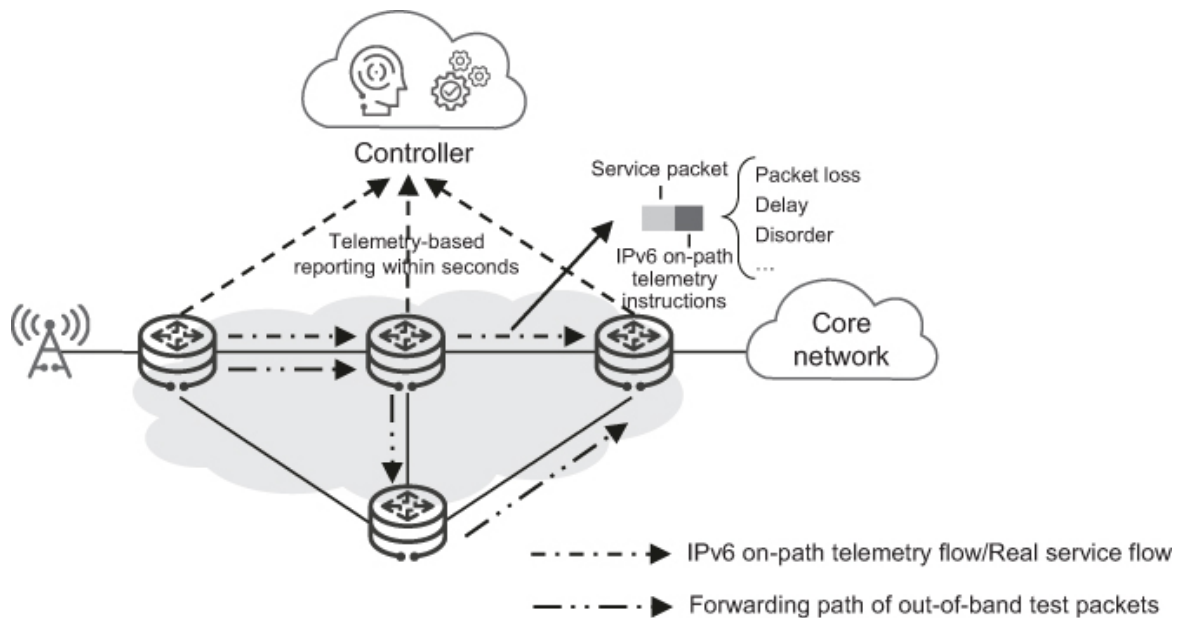 Controller
Service packet
Packet loss
Delay
Disorder
...
IPv6 on-path
telemetry
instructions
Telemetry-based
reporting within seconds
Core
network
IPv6 on-path telemetry flow/Real service flow
Forwarding path of out-of-band test packets